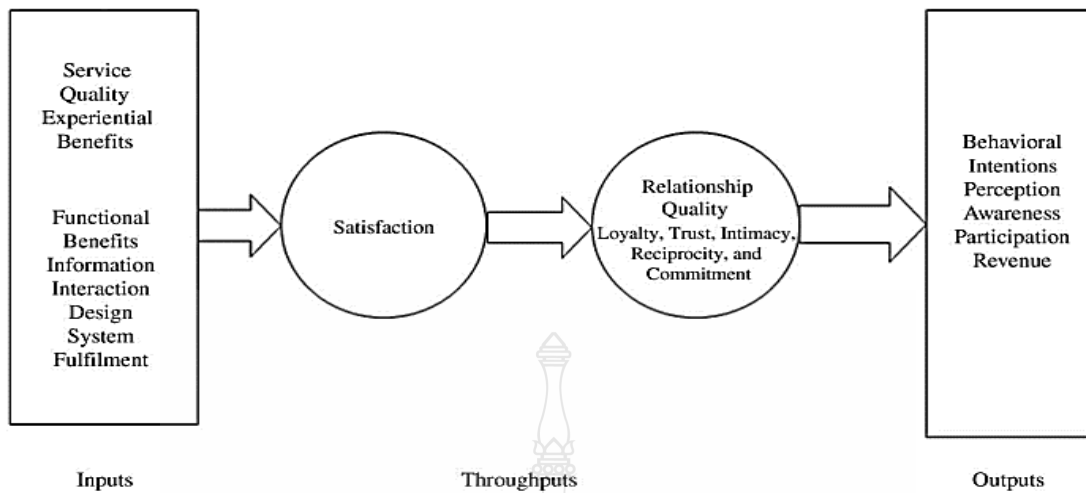 Service
Quality
Experiential
Benefits
Functional
Benefits
Information
Interaction
Design
System
Fulfilment
Satisfaction
Relationship
Quality
Loyalty, Trust, Intimacy,
Reciprocity, and
Commitment
Behavioral
Intentions
Perception
Awareness
Participation
Revenue
Inputs
Throughputs
Outputs